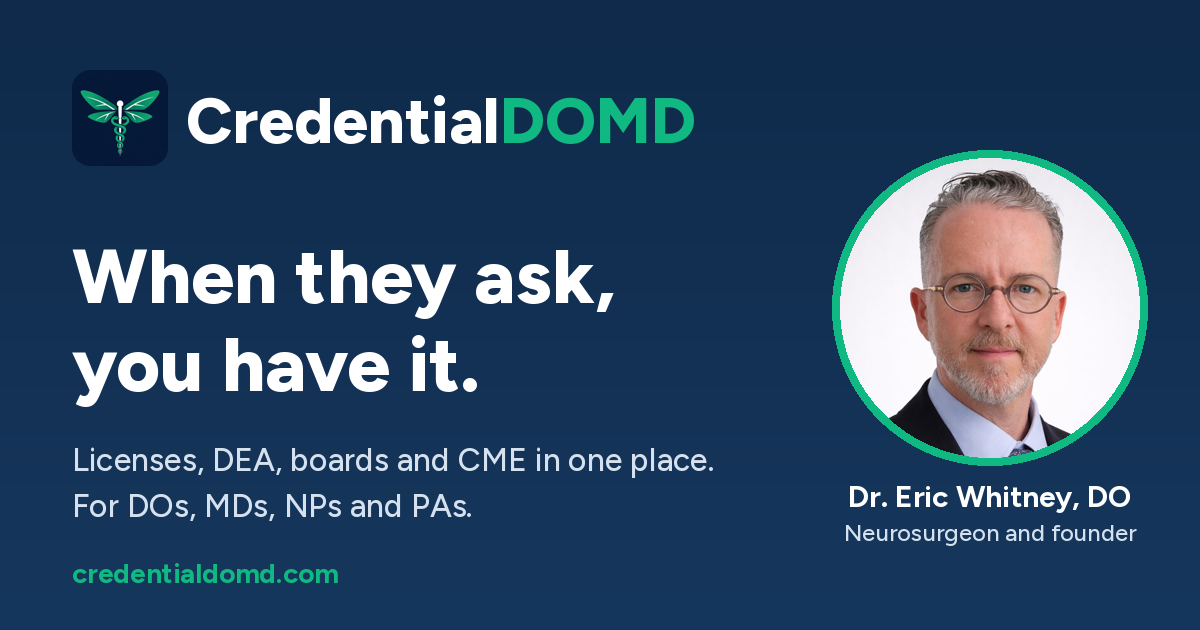 CredentialDOMD
When they ask,
you have it.
Licenses, DEA, boards and CME in one place.
For DOs, MDs, NPs and PAs.
credentialdomd.com
Dr. Eric Whitney, DO
Neurosurgeon and founder